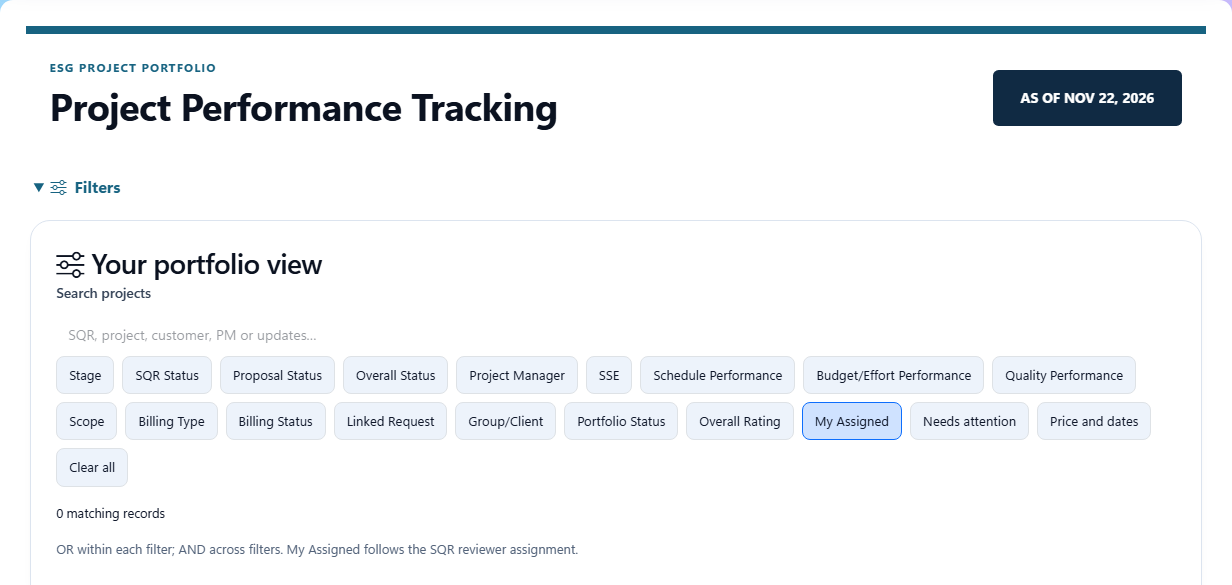 ESG PROJECT PORTFOLIO
Project Performance Tracking
AS OF NOV 22, 2026
▼ Filters
Your portfolio view
Search projects
SQR, project, customer, PM or updates...
Stage SQR Status Proposal Status Overall Status Project Manager SSE Schedule Performance Budget/Effort Performance Quality Performance
Scope Billing Type Billing Status Linked Request Group/Client Portfolio Status Overall Rating My Assigned Needs attention Price and dates
Clear all
0 matching records
OR within each filter; AND across filters. My Assigned follows the SQR reviewer assignment.